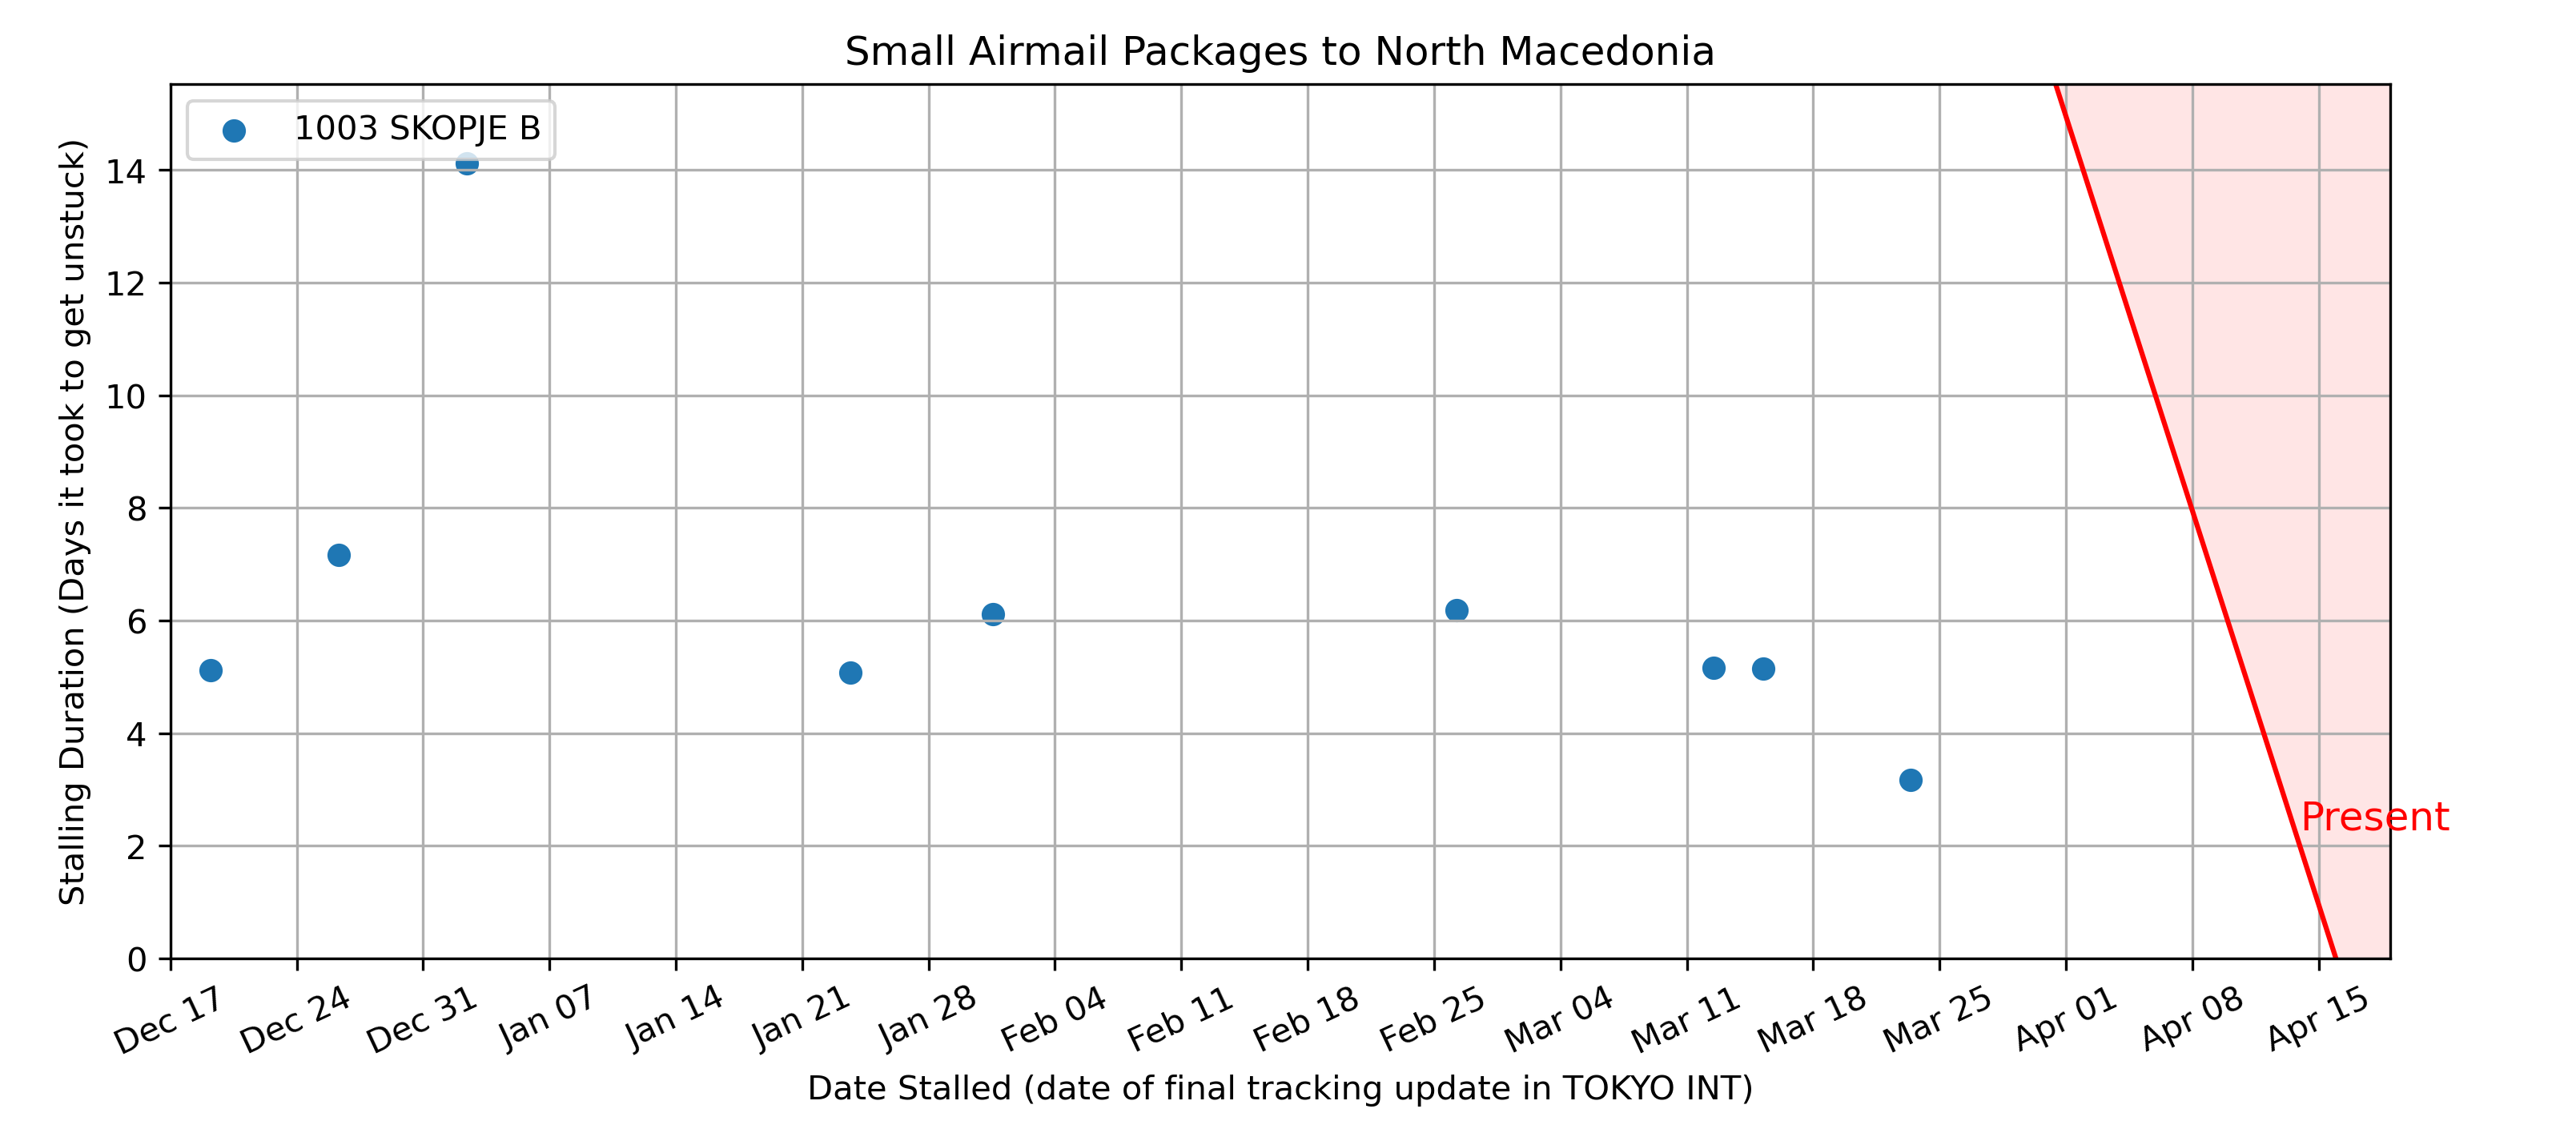 Small Airmail Packages to North Macedonia
1003 SKOPJE B
Stalling Duration (Days it took to get unstuck)
14
12
10
8
6
4
2
0
Present
Dec 17
Dec 24
Dec 31
Jan 07
Jan 14
Jan 21
Jan 28
Feb 04
Feb 11
Feb 18
Feb 25
Mar 04
Mar 11
Mar 18
Mar 25
Apr 01
Apr 08
Apr 15
Date Stalled (date of final tracking update in TOKYO INT)